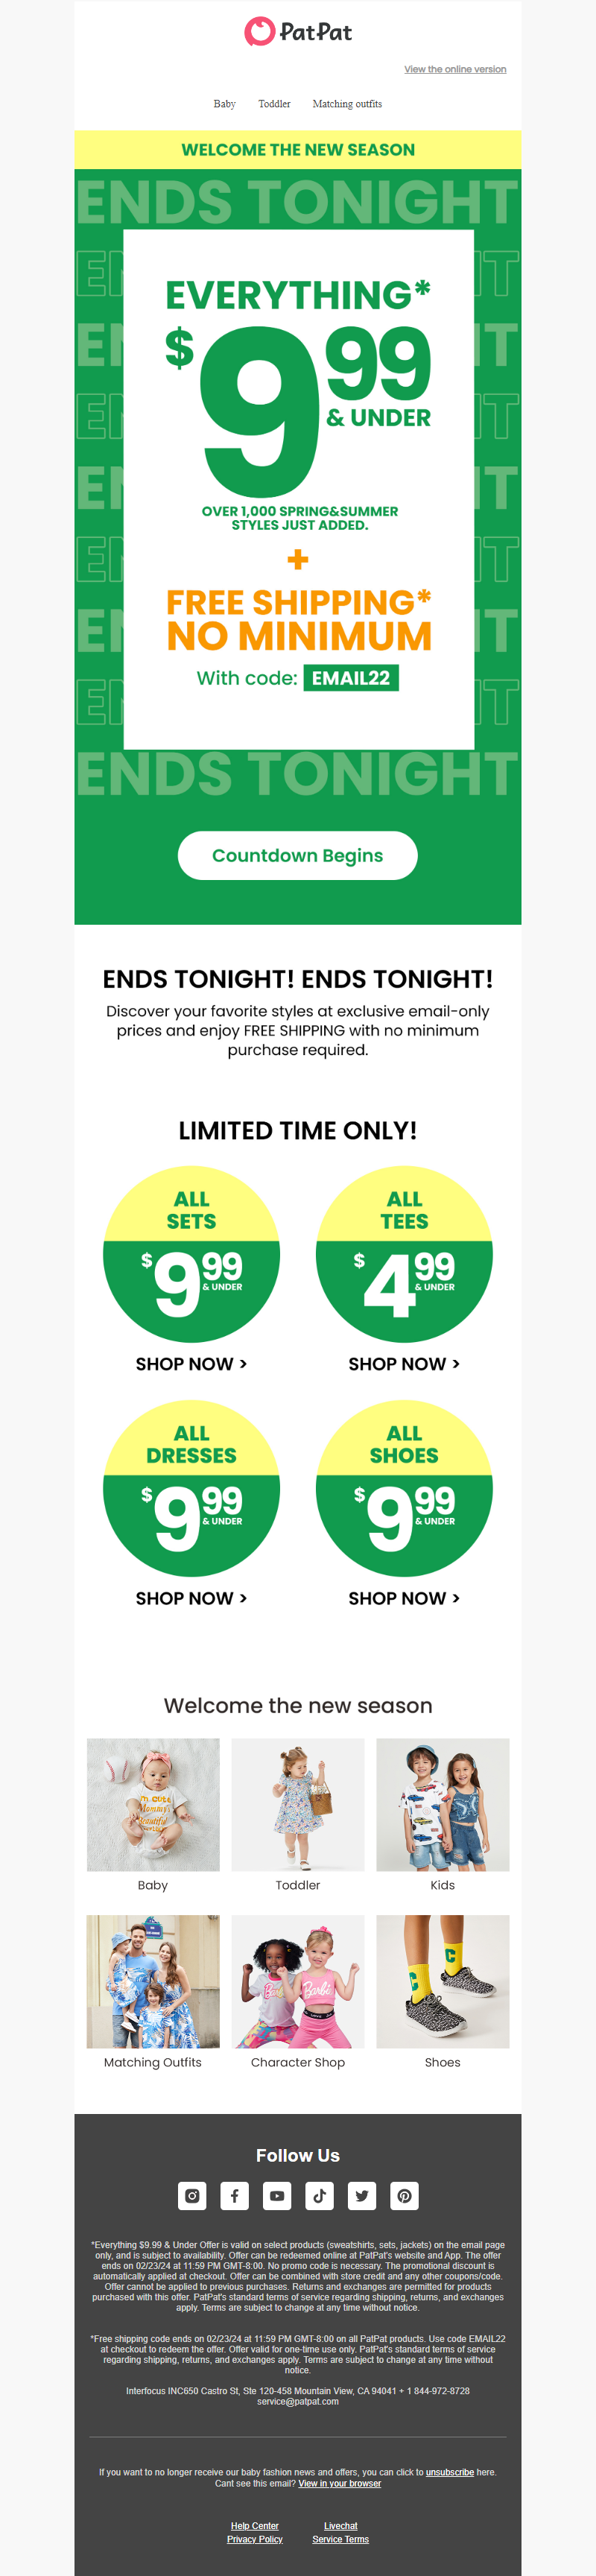 PatPat
View the online version
Baby Toddler Matching outfits
WELCOME THE NEW SEASON
ENDS TONIGHT
EVERYTHING*
$9.99
& UNDER
OVER 1,000 SPRING&SUMMER
STYLES JUST ADDED.
+
FREE SHIPPING*
NO MINIMUM
With code: EMAIL22
ENDS TONIGHT
Countdown Begins
ENDS TONIGHT! ENDS TONIGHT!
Discover your favorite styles at exclusive email-only
prices and enjoy FREE SHIPPING with no minimum
purchase required.
LIMITED TIME ONLY!
ALL
SETS
$9.99
& UNDER
SHOP NOW >
ALL
TEES
$4.99
& UNDER
SHOP NOW >
ALL
DRESSES
$9.99
& UNDER
SHOP NOW >
ALL
SHOES
$9.99
& UNDER
SHOP NOW >
Welcome the new season
Baby
Toddler
Kids
Barbie
C
C
Matching Outfits
Character Shop
Shoes
Follow Us
*Everything $9.99 & Under Offer is valid on select products (sweatshirts, sets, jackets) on the email page
only, and is subject to availability. Offer can be redeemed online at PatPat's website and App. The offer
ends on 02/23/24 at 11:59 PM GMT-8:00. No promo code is necessary. The promotional discount is
automatically applied at checkout. Offer can be combined with store credit and any other coupons/code.
Offer cannot be applied to previous purchases. Returns and exchanges are permitted for products
purchased with this offer. PatPat's standard terms of service regarding shipping, returns, and exchanges
apply. Terms are subject to change at any time without notice.
*Free shipping code ends on 02/23/24 at 11:59 PM GMT-8:00 on all PatPat products. Use code EMAIL22
at checkout to redeem the offer. Offer valid for one-time use only. PatPat's standard terms of service
regarding shipping, returns, and exchanges apply. Terms are subject to change at any time without
notice.
Interfocus INC650 Castro St, Ste 120-458 Mountain View, CA 94041 + 1 844-972-8728
service@patpat.com
If you want to no longer receive our baby fashion news and offers, you can click to unsubscribe here.
Cant see this email? View in your browser
Help Center Livechat
Privacy Policy Service Terms